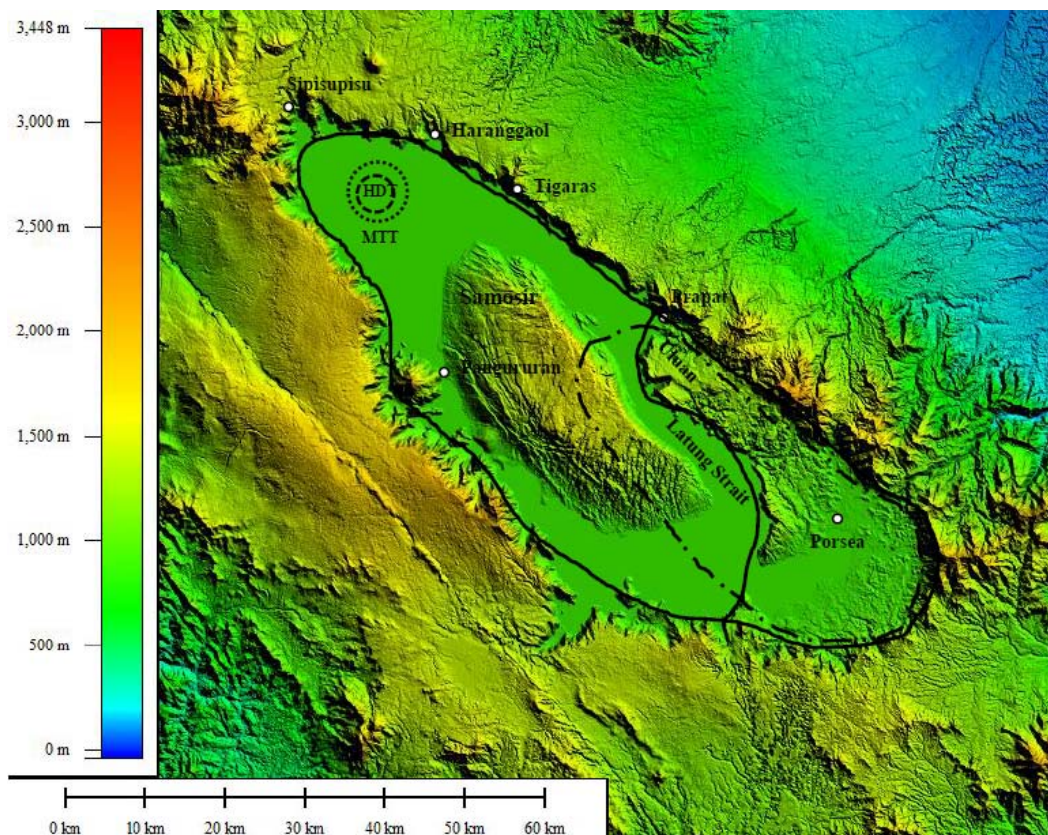 3,448 m
3,000 m
2,500 m
2,000 m
1,500 m
1,000 m
500 m
0 m
Sipisupisu
Haranggaol
Tigaras
HDT
MTT
Samosir
Prapat
Uluan
Pangururan
Latung Strait
Porsea
0 km 10 km 20 km 30 km 40 km 50 km 60 km